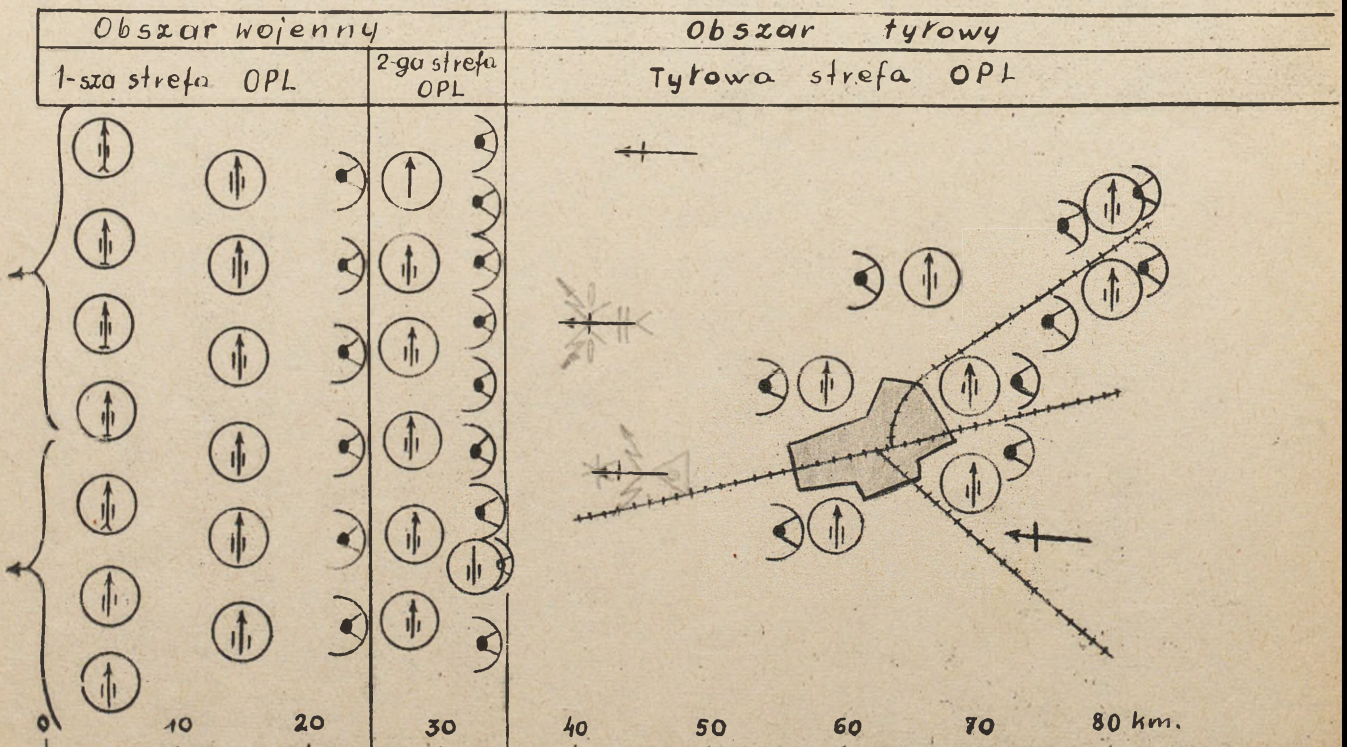 Obszar wojenny
Obszar tyłowy
1-sza strefa OPL
2-ga strefa
OPL
Tyłowa strefa OPL
0 10 20 30 40 50 60 70 80 km.